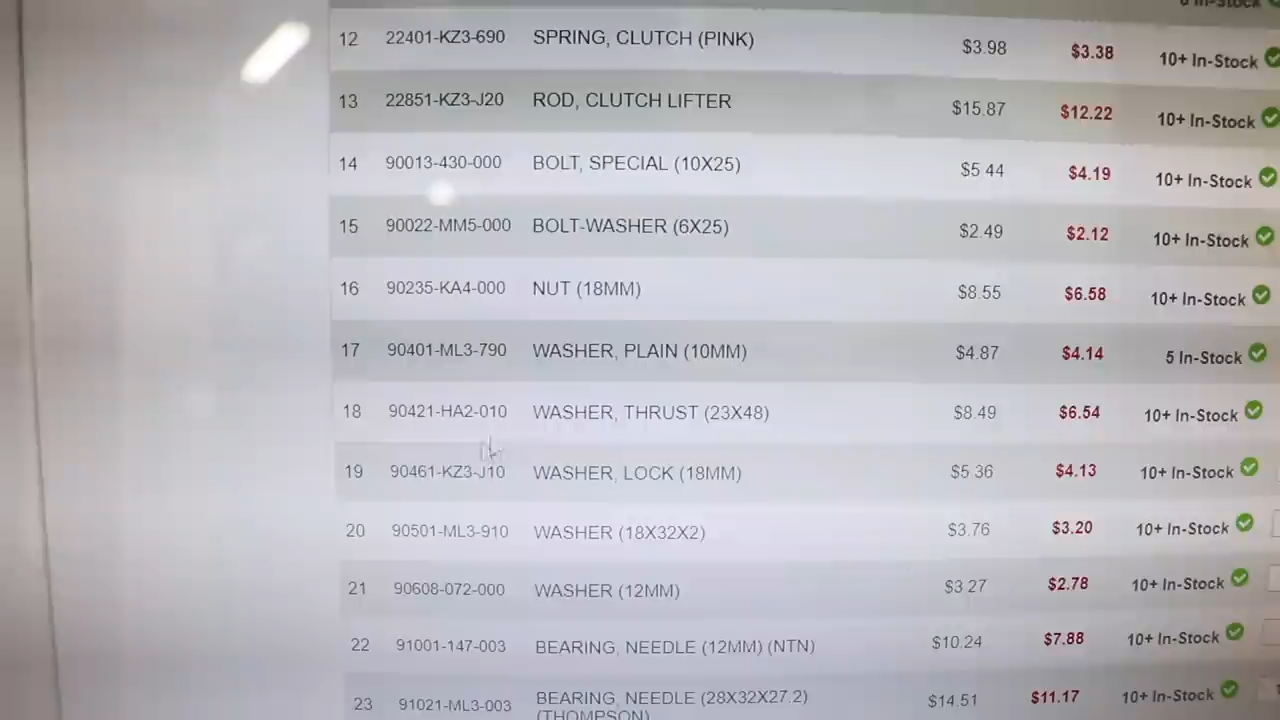 In-Stock
12 22401-KZ3-690 SPRING, CLUTCH (PINK) $3.98 $3.38 10+ In-Stock
13 22851-KZ3-J20 ROD, CLUTCH LIFTER $15.87 $12.22 10+ In-Stock
14 90013-430-000 BOLT, SPECIAL (10X25) $5 44 $4.19 10+ In-Stock
15 90022-MM5-000 BOLT-WASHER (6X25) $2.49 $2.12 10+ In-Stock
16 90235-KA4-000 NUT (18MM) $8.55 $6.58 10+ In-Stock
17 90401-ML3-790 WASHER, PLAIN (10MM) $4.87 $4.14 5 In-Stock
18 90421-HA2-010 WASHER, THRUST (23X48) $8.49 $6.54 10+ In-Stock
19 90461-KZ3-J10 WASHER, LOCK (18MM) $5 36 $4.13 10+ In-Stock
20 90501-ML3-910 WASHER (18X32X2) $3.76 $3.20 10+ In-Stock
21 90608-072-000 WASHER (12MM) $3 27 $2.78 10+ In-Stock
22 91001-147-003 BEARING, NEEDLE (12MM) (NTN) $10.24 $7.88 10+ In-Stock
23 91021-ML3-003 BEARING, NEEDLE (28X32X27.2) $14.51 $11.17 10+ In-Stock
(THOMPSON)